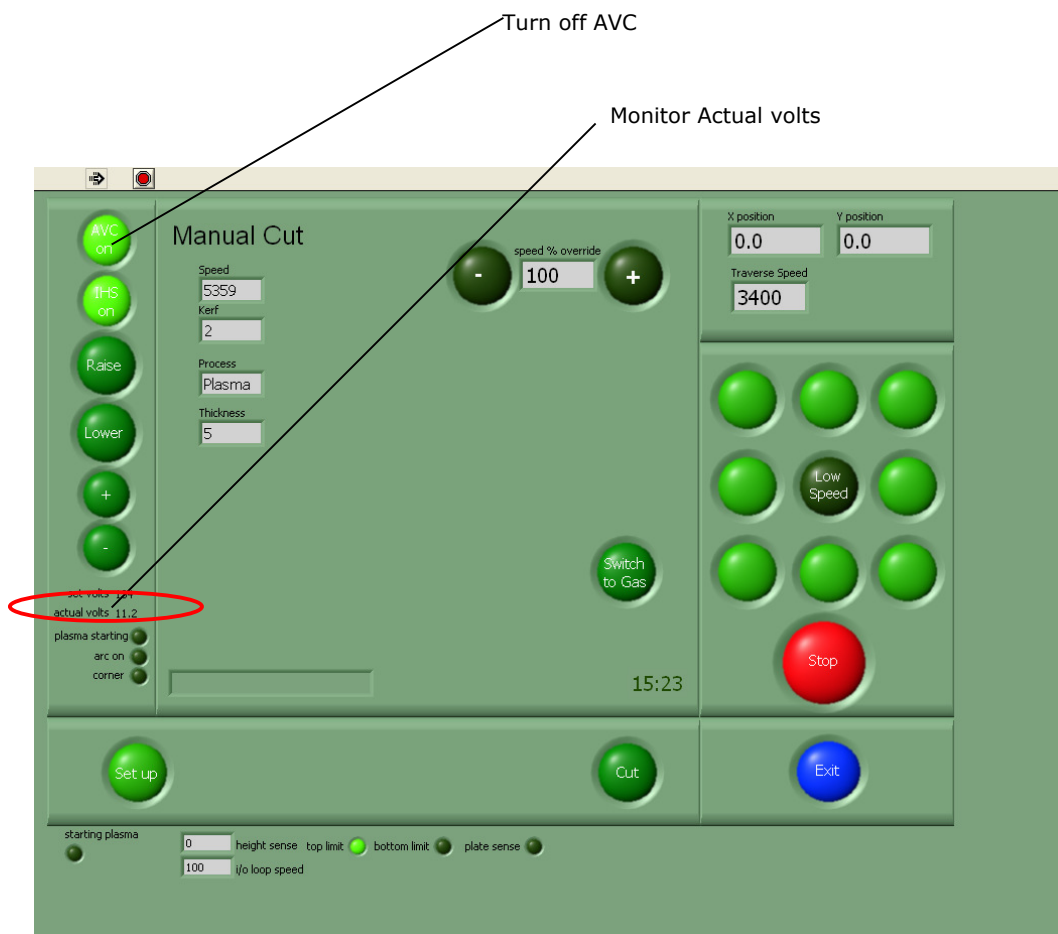 Turn off AVC
Monitor Actual volts
AVC
on
IHS
on
Raise
Lower
+
-
set volts
actual volts 11.2
plasma starting
arc on
corner
Manual Cut
Speed
5359
Kerf
2
Process
Plasma
Thickness
5
speed % override
- 100 +
Switch
to Gas
15:23
X position Y position
0.0 0.0
Traverse Speed
3400
Low
Speed
Stop
Set up
Cut
Exit
starting plasma
0 height sense top limit bottom limit plate sense
100 i/o loop speed